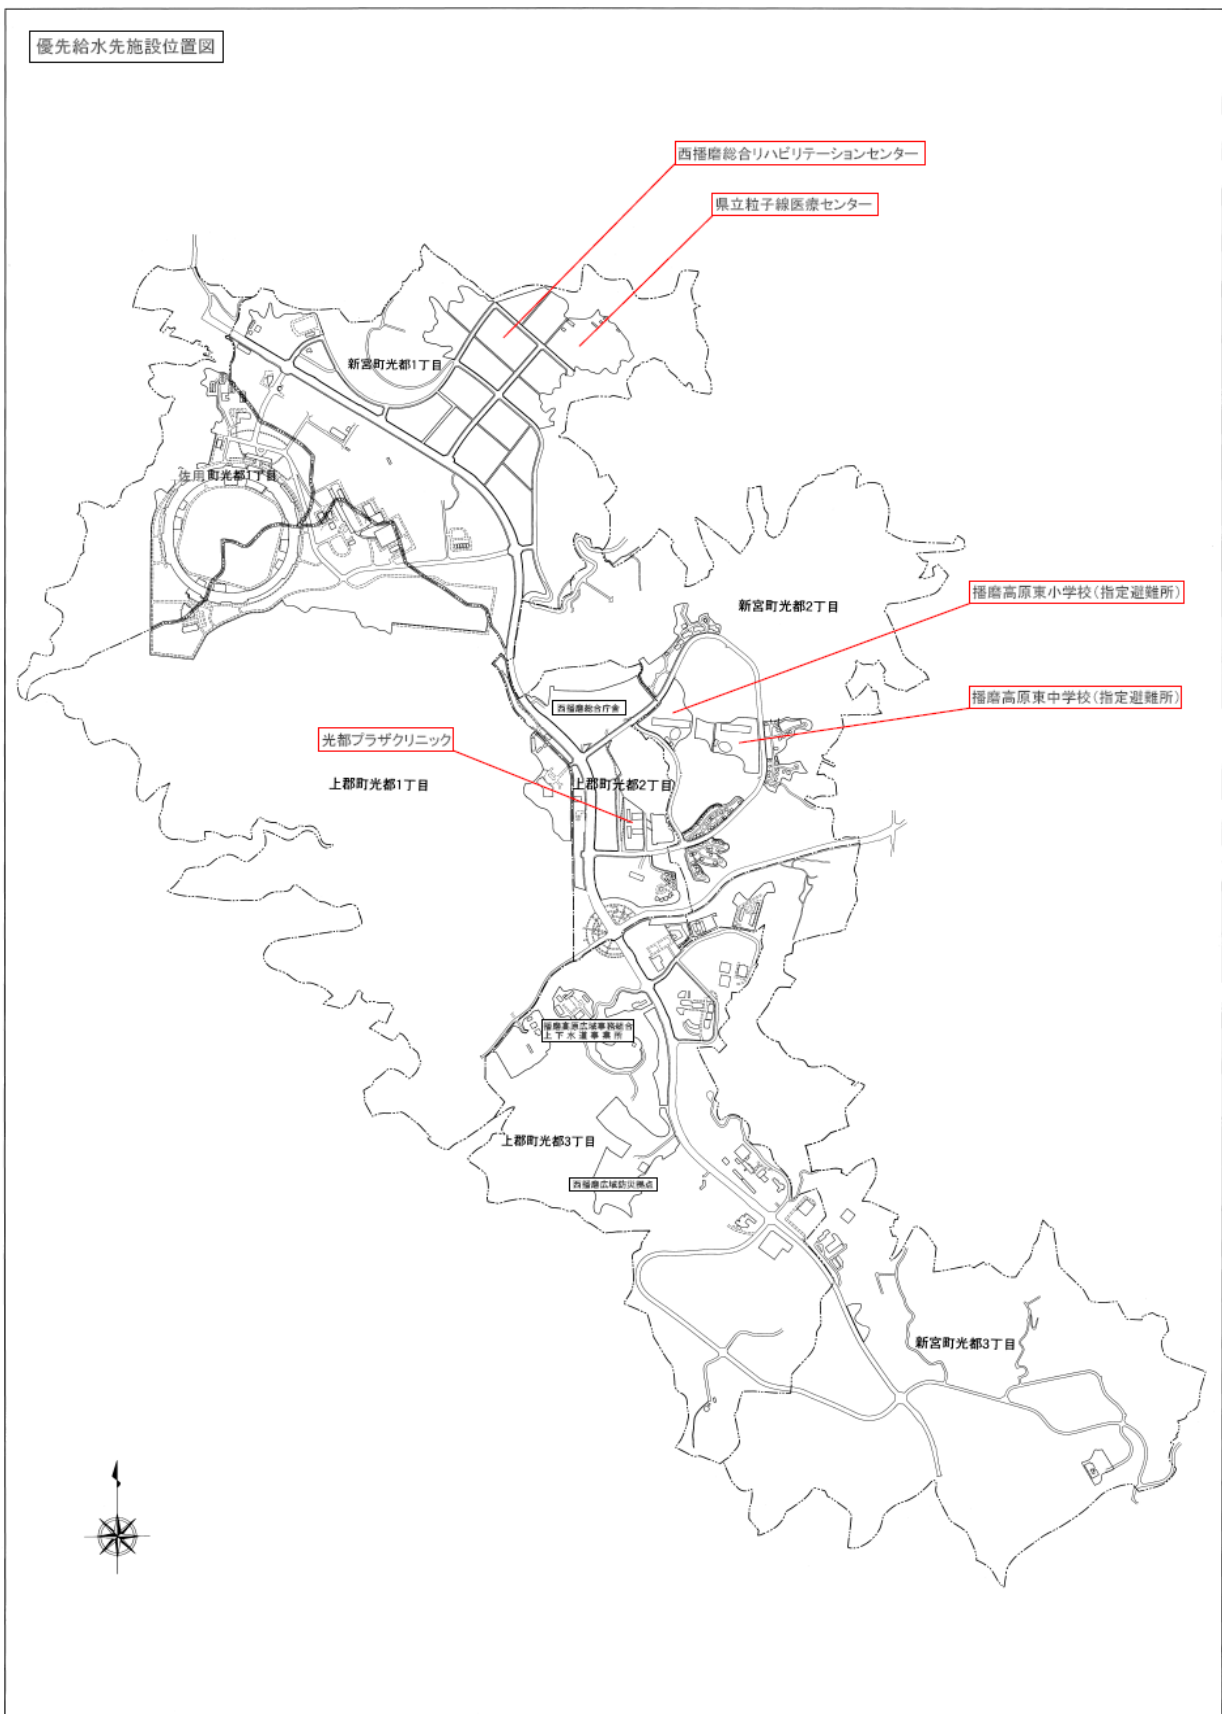 優先給水先施設位置図
西播磨総合リハビリテーションセンター
県立粒子線医療センター
新宮町光都1丁目
佐用町光都1丁目
播磨高原東小学校(指定避難所)
新宮町光都2丁目
播磨高原東中学校(指定避難所)
西播磨総合庁舎
光都プラザクリニック
上郡町光都1丁目
上郡町光都2丁目
播磨高原広域事務組合
上下水道事業所
上郡町光都3丁目
西播磨広域防災拠点
新宮町光都3丁目